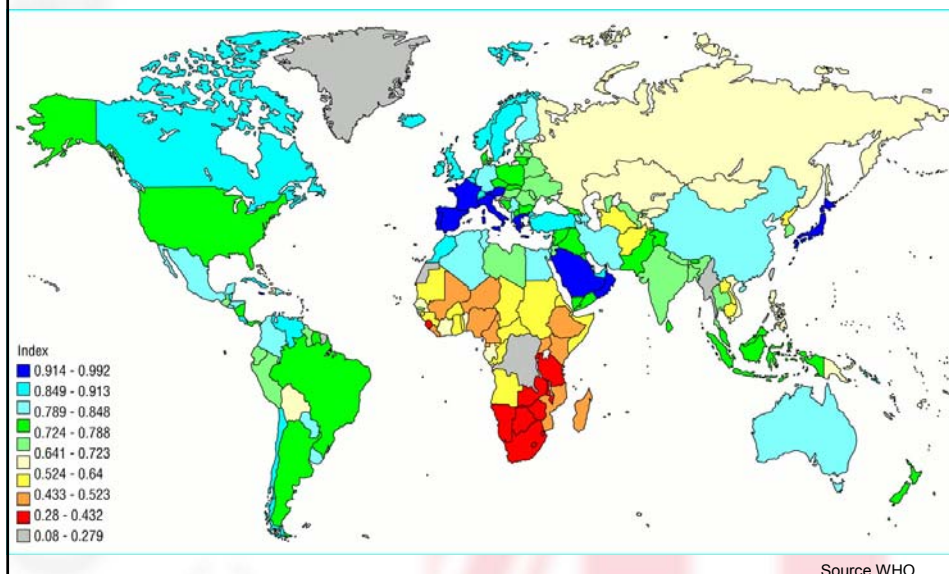 Index
0.914 - 0.992
0.849 - 0.913
0.789 - 0.848
0.724 - 0.788
0.641 - 0.723
0.524 - 0.64
0.433 - 0.523
0.28 - 0.432
0.08 - 0.279
Source WHO